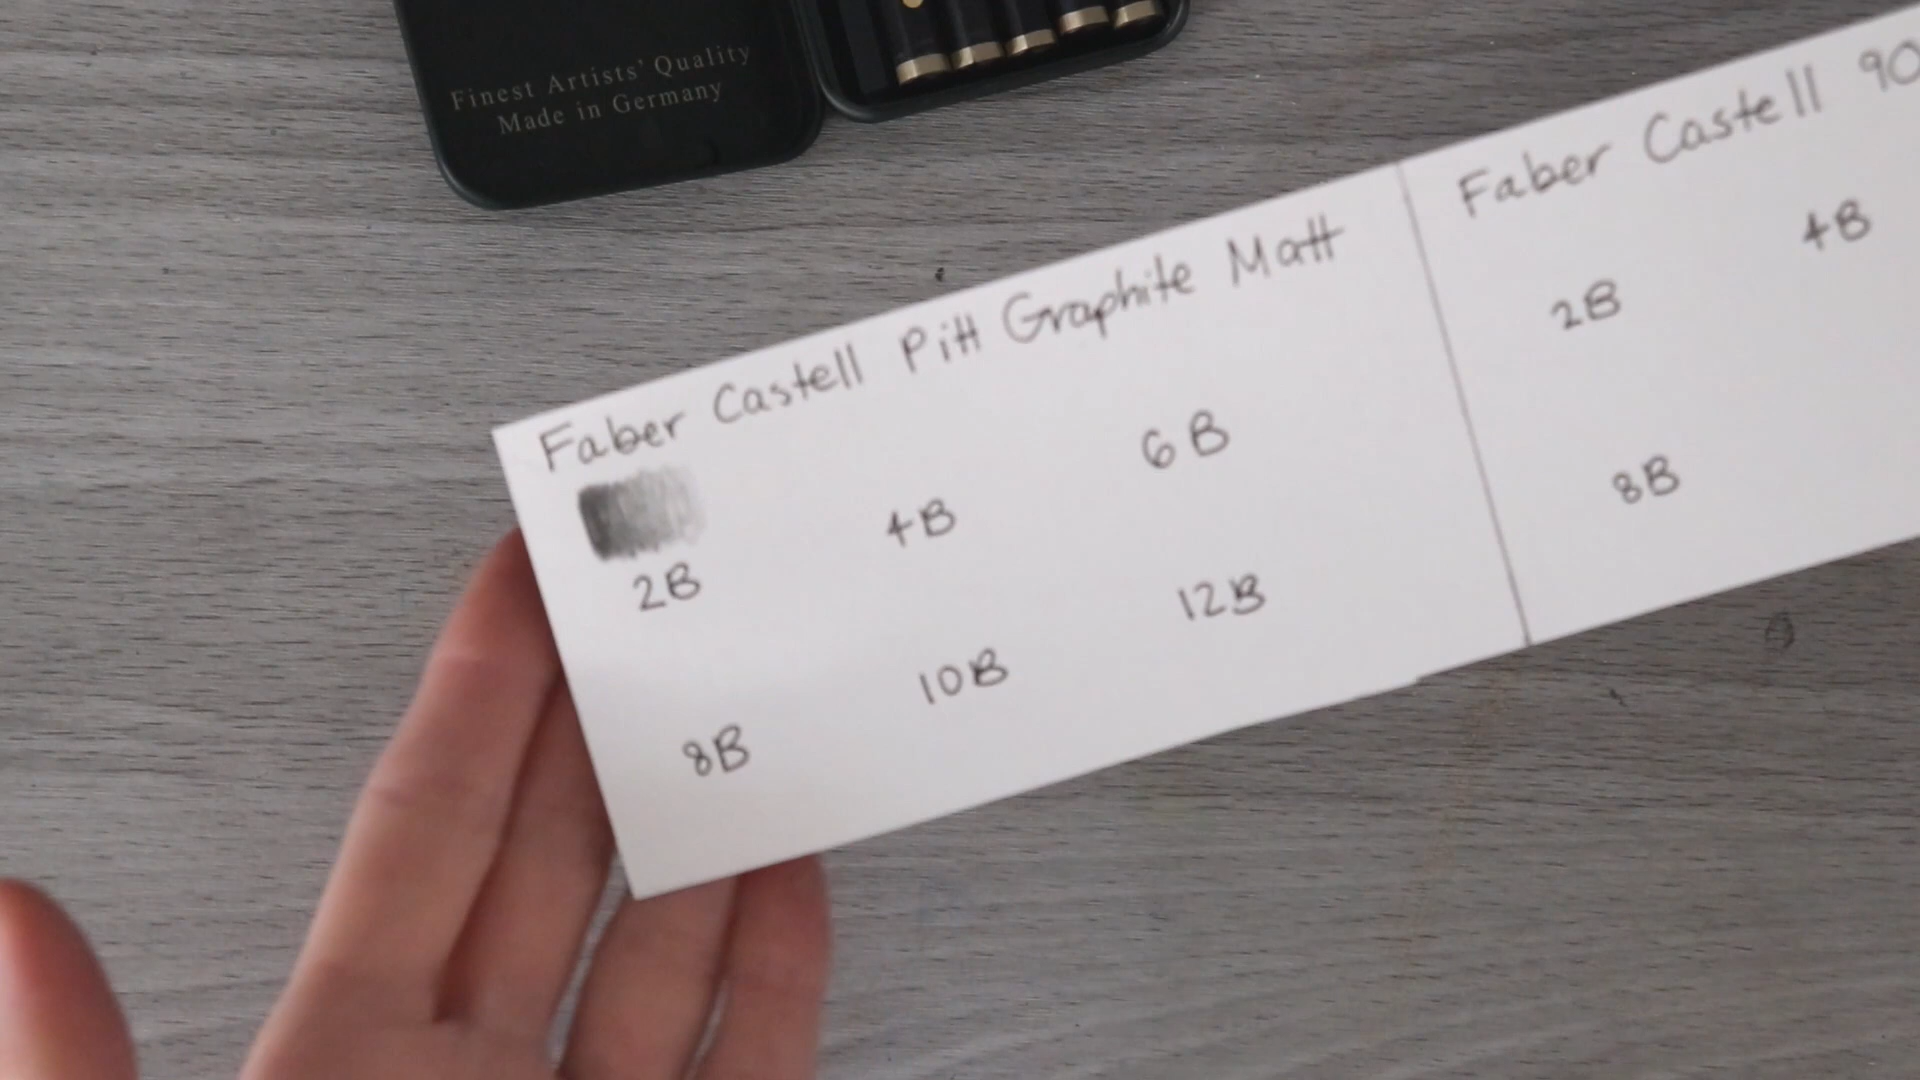 Finest Artists' Quality
Made in Germany
Faber Castell Pitt Graphite Matt
2B 4B 6B
8B 10B 12B
Faber Castell 90
2B 4B
8B